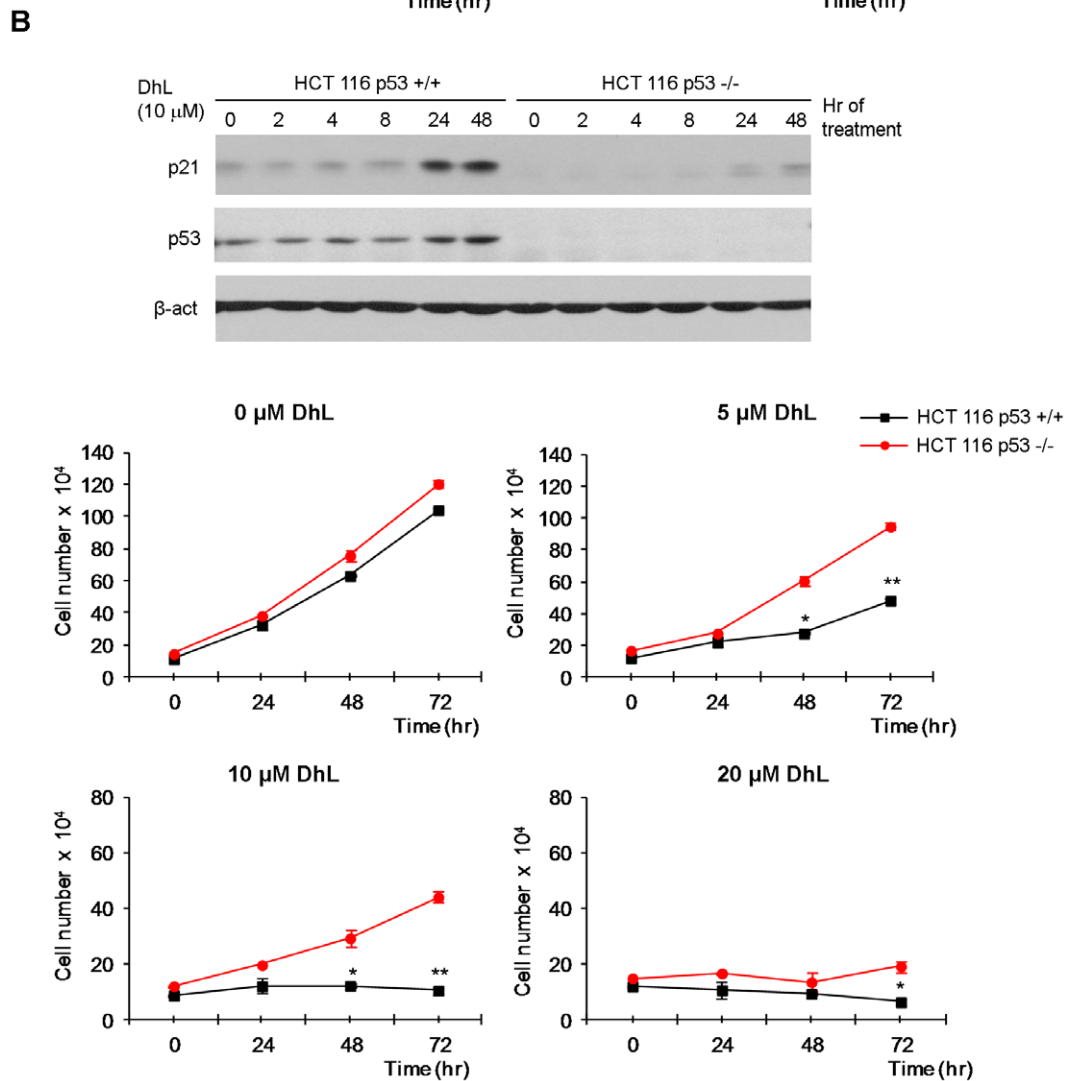 Time (hr)
Time (hr)
B
DhL
(10 μM)
HCT 116 p53 +/+
HCT 116 p53 -/-
Hr of
treatment
0 2 4 8 24 48 0 2 4 8 24 48
p21
p53
β-act
0 μM DhL
5 μM DhL
HCT 116 p53 +/+
HCT 116 p53 -/-
Cell number x 10⁴
140
120
100
80
60
40
20
0
0 24 48 72
Time (hr)
Cell number x 10⁴
140
120
100
80
60
40
20
0
*
**
0 24 48 72
Time (hr)
10 μM DhL
20 μM DhL
Cell number x 10⁴
80
60
40
20
0
*
**
0 24 48 72
Time (hr)
Cell number x 10⁴
80
60
40
20
0
*
0 24 48 72
Time (hr)